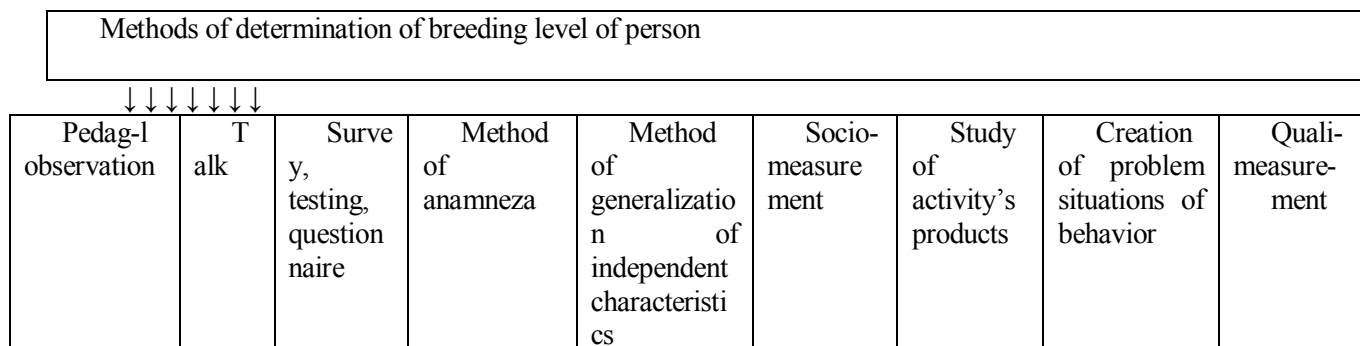 Methods of determination of breeding level of person
↓ ↓ ↓ ↓ ↓ ↓ ↓
Pedag-l
observation
T
alk
Surve
y,
testing,
question
naire
Method
of
anamneza
Method
of
generalizatio
n of
independent
characteristi
cs
Socio-
measure
ment
Study
of
activity's
products
Creation
of problem
situations of
behavior
Quali-
measure-
ment